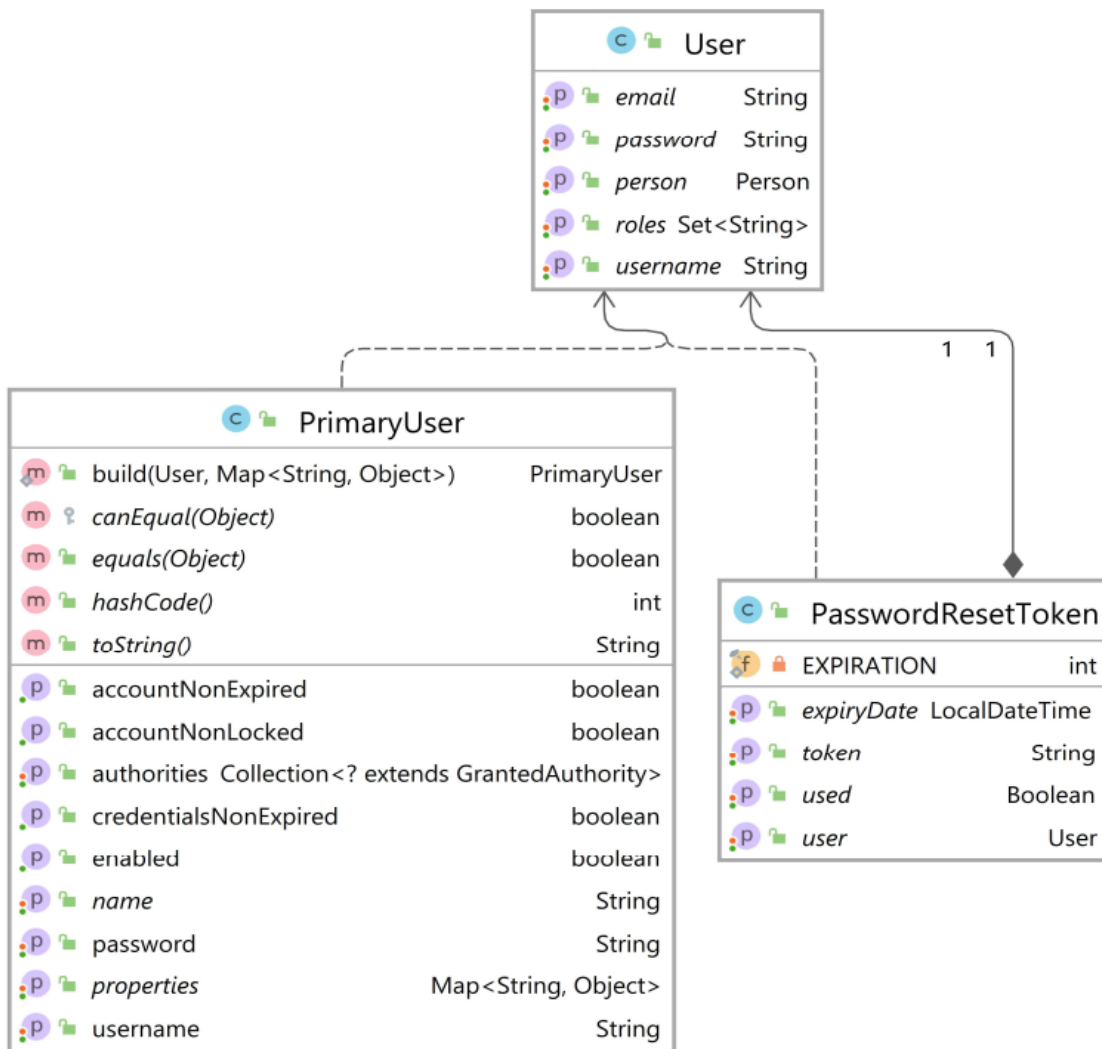 C User
p email String
p password String
p person Person
p roles Set<String>
p username String
1 1
C PrimaryUser
m build(User, Map<String, Object>) PrimaryUser
m canEqual(Object) boolean
m equals(Object) boolean
m hashCode() int
m toString() String
p accountNonExpired boolean
p accountNonLocked boolean
p authorities Collection<? extends GrantedAuthority>
p credentialsNonExpired boolean
p enabled boolean
p name String
p password String
p properties Map<String, Object>
p username String
C PasswordResetToken
f EXPIRATION int
p expiryDate LocalDateTime
p token String
p used Boolean
p user User